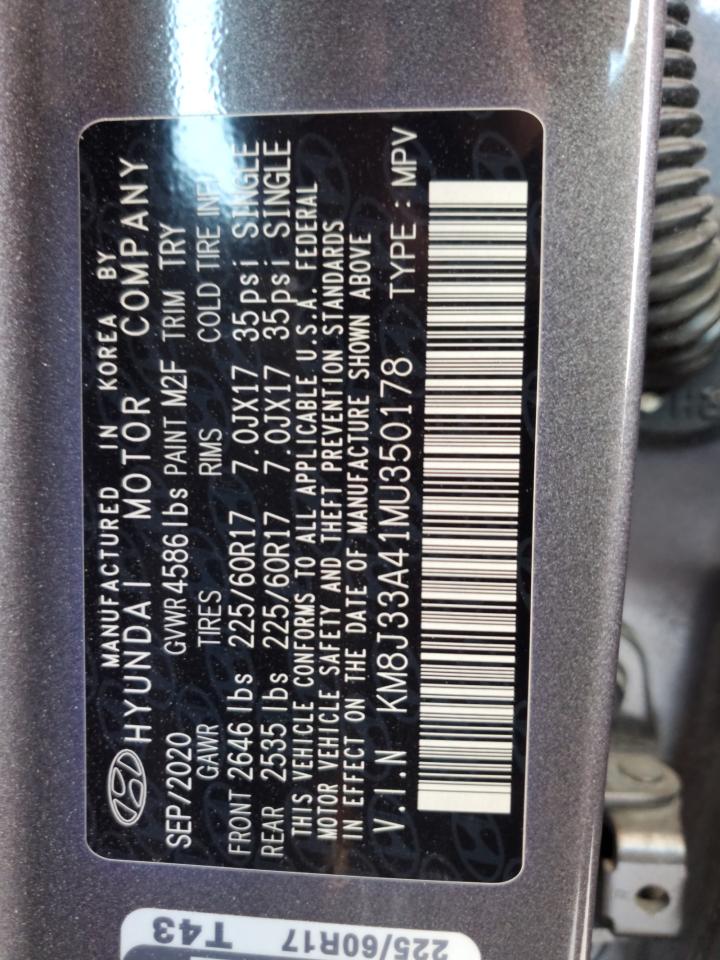 MANUFACTURED IN KOREA BY
HYUNDAI MOTOR COMPANY
SEP/2020 GVWR 4586 lbs PAINT M2F TRIM TRY
GAWR TIRES RIMS COLD TIRE INFL
FRONT 2646 lbs 225/60R17 7.0JX17 35psi SINGLE
REAR 2535 lbs 225/60R17 7.0JX17 35psi SINGLE
THIS VEHICLE CONFORMS TO ALL APPLICABLE U.S.A. FEDERAL
MOTOR VEHICLE SAFETY AND THEFT PREVENTION STANDARDS
IN EFFECT ON THE DATE OF MANUFACTURE SHOWN ABOVE
V.I.N KM8J33A41MU350178 TYPE : MPV
225/60R17
T43